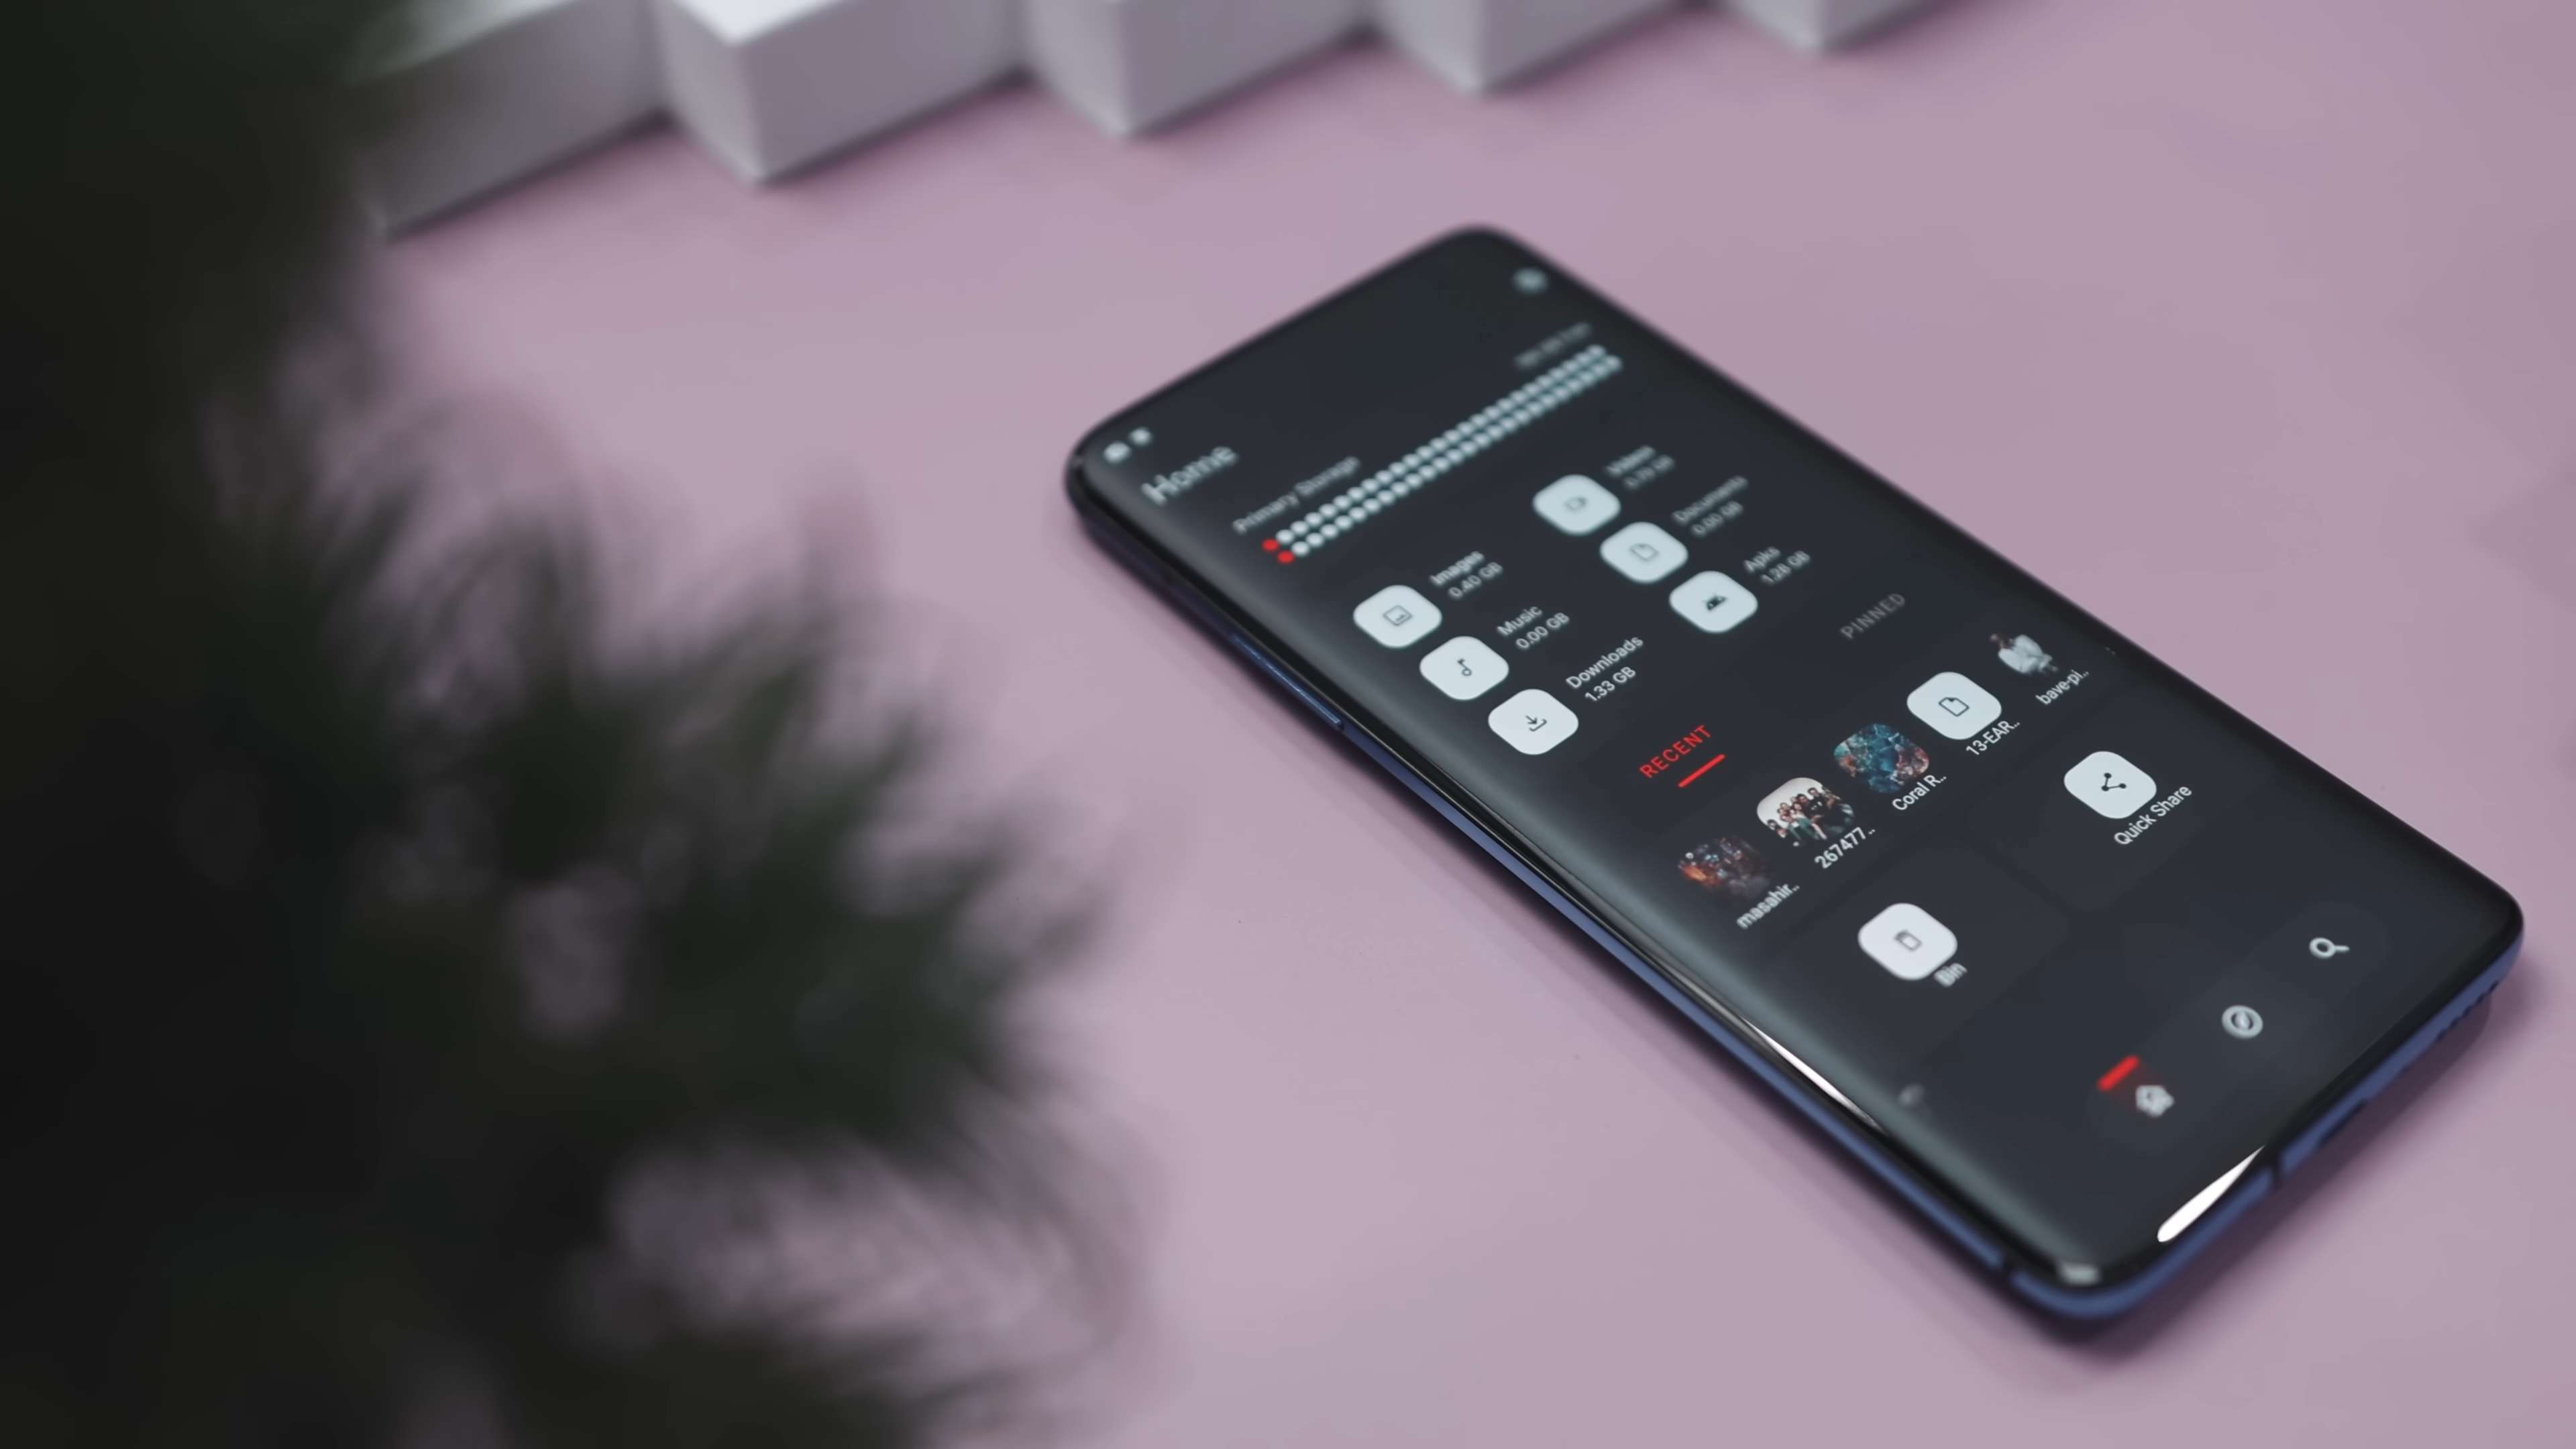 Home
Primary Storage
Images
0.40 GB
Videos
Music
0.00 GB
Documents
0.00 GB
Downloads
1.33 GB
Apks
1.28 GB
RECENT
PINNED
masahir..
267477..
Coral R..
13-EAR..
bave-pi..
Bin
Quick Share